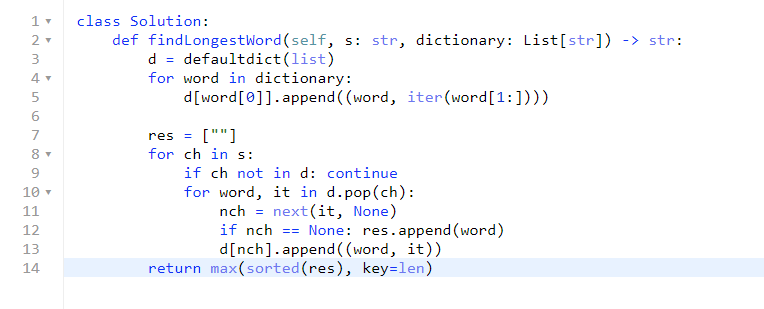 1 class Solution:
2     def findLongestWord(self, s: str, dictionary: List[str]) -> str:
3         d = defaultdict(list)
4         for word in dictionary:
5             d[word[0]].append((word, iter(word[1:])))
6
7         res = [""]
8         for ch in s:
9             if ch not in d: continue
10             for word, it in d.pop(ch):
11                 nch = next(it, None)
12                 if nch == None: res.append(word)
13                 d[nch].append((word, it))
14         return max(sorted(res), key=len)